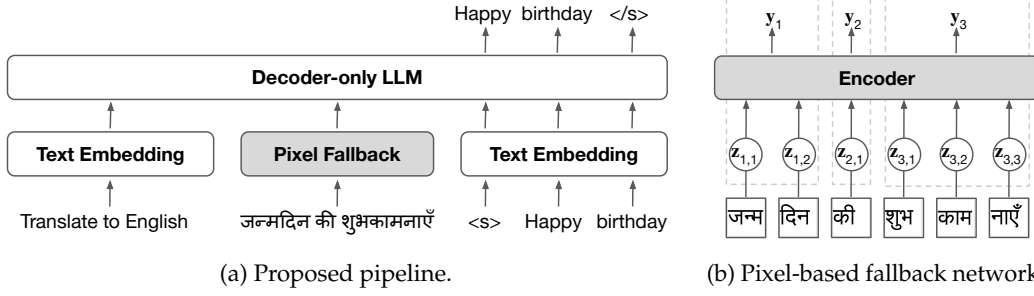 Happy birthday </s>
Decoder-only LLM
Text Embedding Pixel Fallback Text Embedding
Translate to English जन्मदिन की शुभकामनाएँ <s> Happy birthday
(a) Proposed pipeline.
y₁ y₂ y₃
Encoder
z₁,₁ z₁,₂ z₂,₁ z₃,₁ z₃,₂ z₃,₃
जन्म दिन की शुभ काम नाएँ
(b) Pixel-based fallback network